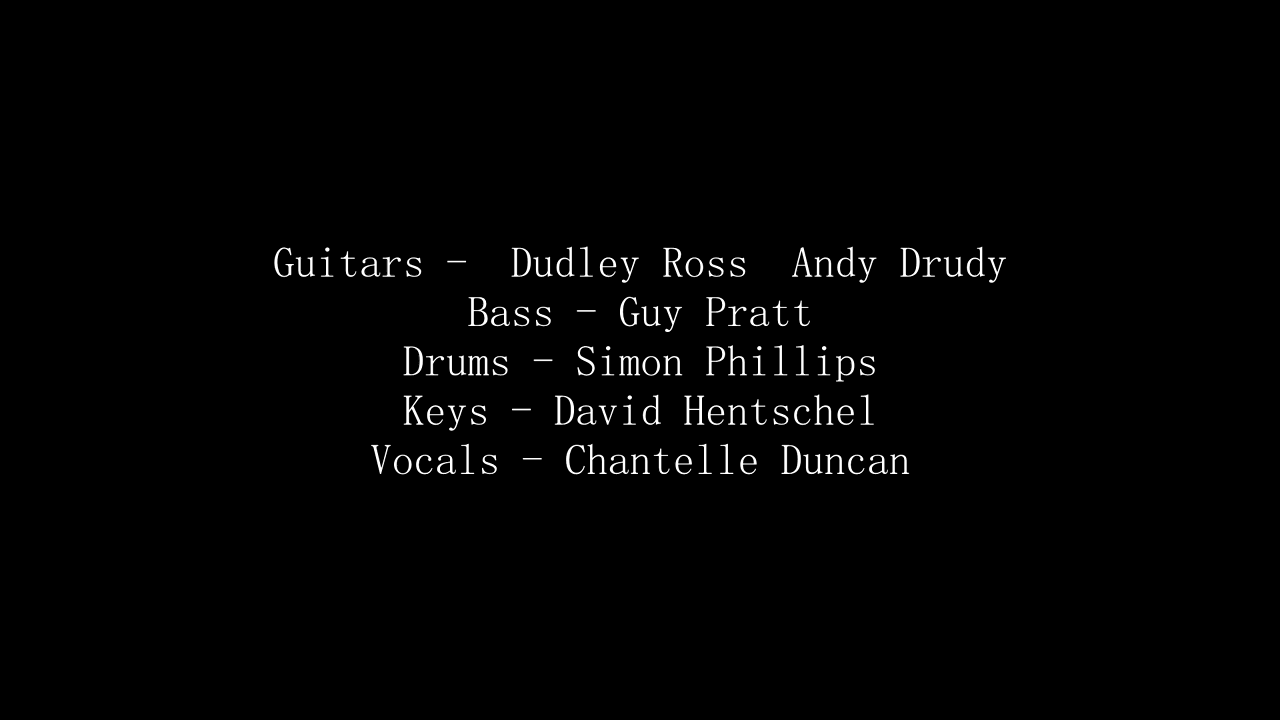 Guitars -  Dudley Ross  Andy Drudy
Bass - Guy Pratt
Drums - Simon Phillips
Keys - David Hentschel
Vocals - Chantelle Duncan